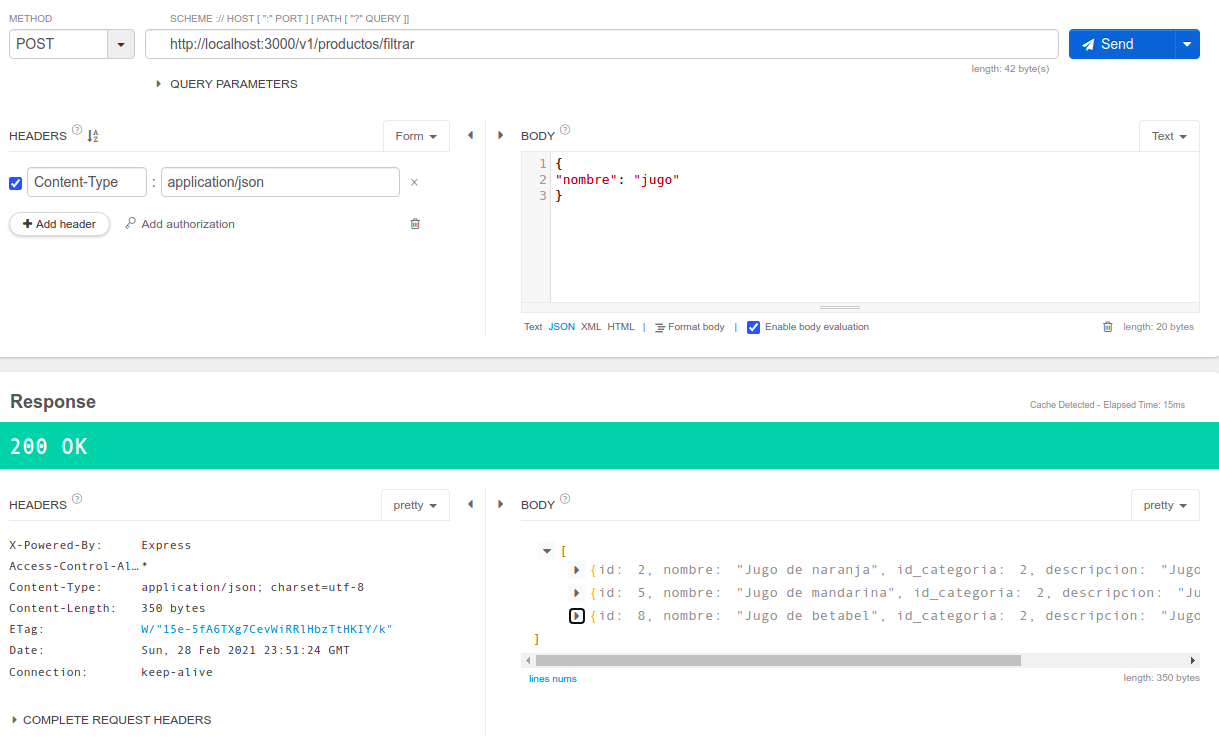 METHOD
SCHEME :// HOST [ ":" PORT ] [ PATH [ "?" QUERY ]]
POST
http://localhost:3000/v1/productos/filtrar
Send
length: 42 byte(s)
QUERY PARAMETERS
HEADERS ?
Form
Content-Type : application/json ×
+ Add header
Add authorization
BODY ?
Text
1 {
2 "nombre": "jugo"
3 }
Text JSON XML HTML | Format body | Enable body evaluation
length: 20 bytes
Response
Cache Detected - Elapsed Time: 15ms
200 OK
HEADERS ?
pretty
X-Powered-By: Express
Access-Control-Al… *
Content-Type: application/json; charset=utf-8
Content-Length: 350 bytes
ETag: W/"15e-5fA6TXg7CevWiRRlHbzTtHKIY/k"
Date: Sun, 28 Feb 2021 23:51:24 GMT
Connection: keep-alive
COMPLETE REQUEST HEADERS
BODY ?
pretty
[
{id: 2, nombre: "Jugo de naranja", id_categoria: 2, descripcion: "Jugo
{id: 5, nombre: "Jugo de mandarina", id_categoria: 2, descripcion: "Ju
{id: 8, nombre: "Jugo de betabel", id_categoria: 2, descripcion: "Jugo
]
lines nums
length: 350 bytes